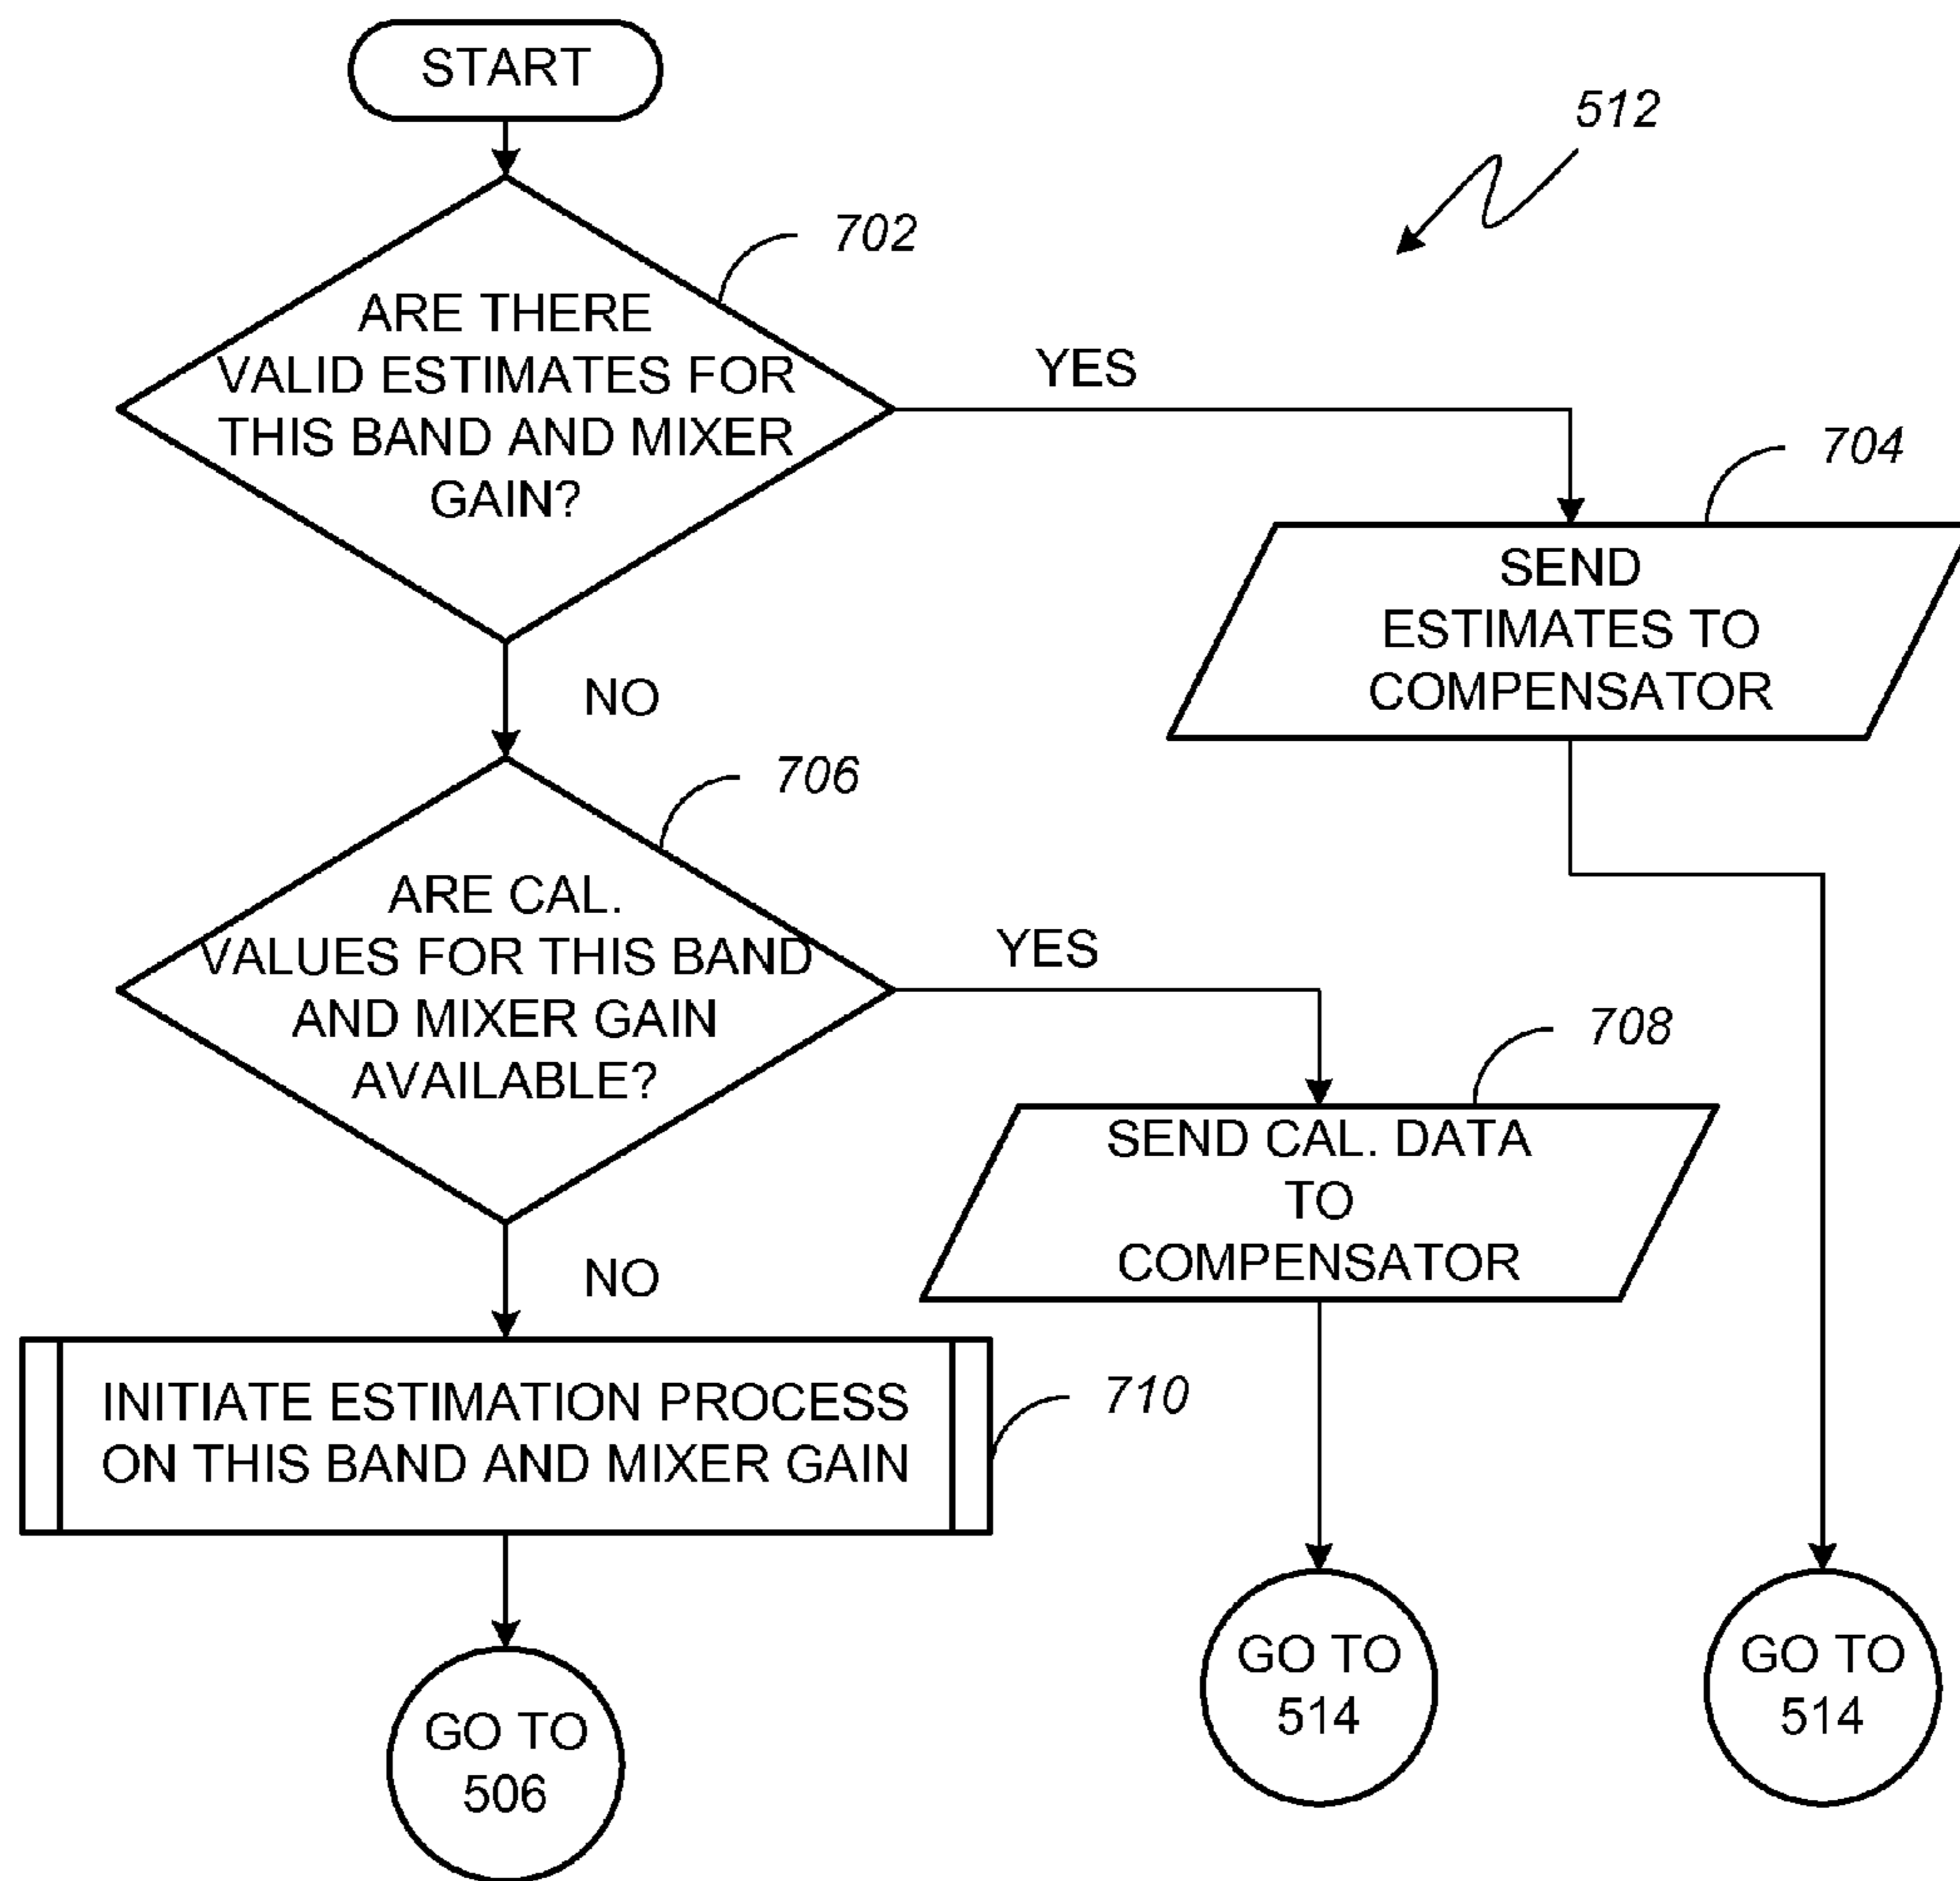 START
512
702
ARE THERE
VALID ESTIMATES FOR
THIS BAND AND MIXER
GAIN?
YES
704
SEND
ESTIMATES TO
COMPENSATOR
NO
706
ARE CAL.
VALUES FOR THIS BAND
AND MIXER GAIN
AVAILABLE?
YES
708
SEND CAL. DATA
TO
COMPENSATOR
NO
INITIATE ESTIMATION PROCESS
ON THIS BAND AND MIXER GAIN
710
GO TO
514
GO TO
514
GO TO
506